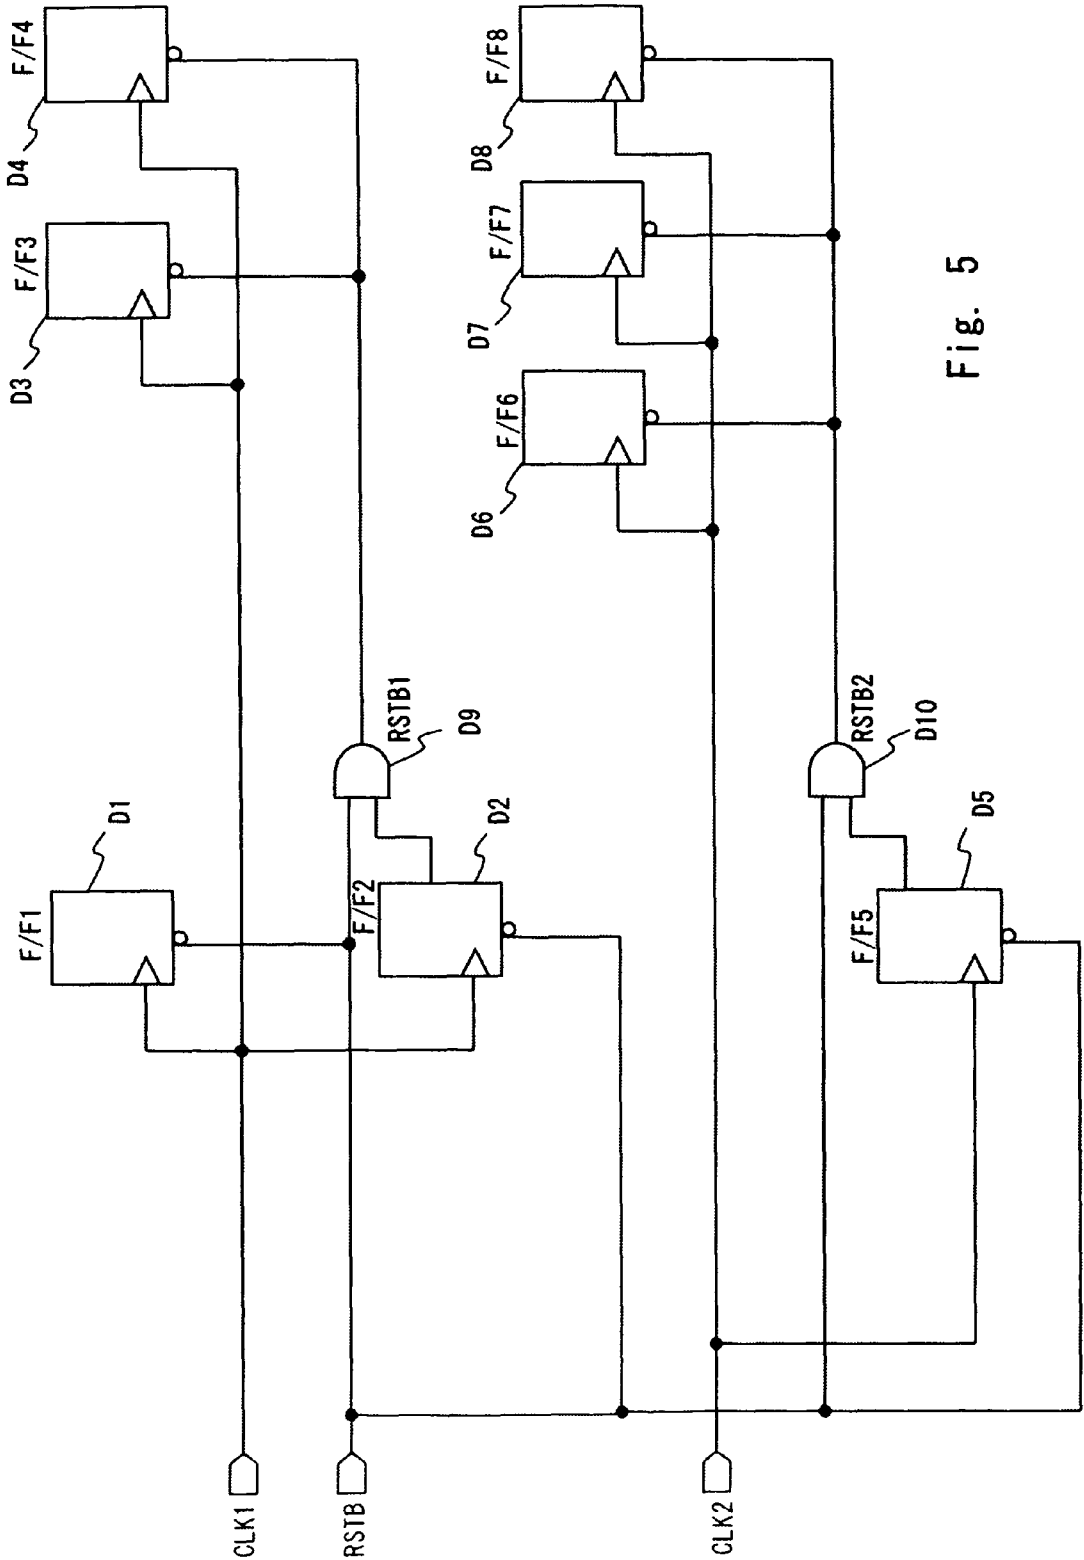 F/F1
D1
F/F3
D3
F/F4
D4
CLK1
RSTB
F/F2
D2
RSTB1
D9
F/F6
D6
F/F7
D7
F/F8
D8
CLK2
F/F5
D5
RSTB2
D10
Fig. 5